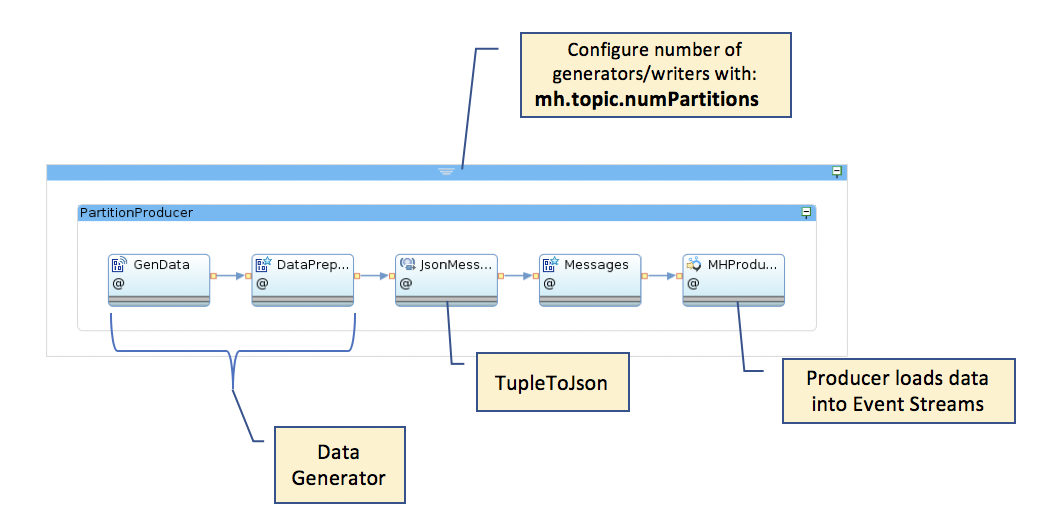 Configure number of
generators/writers with:
mh.topic.numPartitions
PartitionProducer
GenData
@
DataPrep...
@
JsonMess...
@
Messages
@
MHProdu...
@
TupleToJson
Producer loads data
into Event Streams
Data
Generator